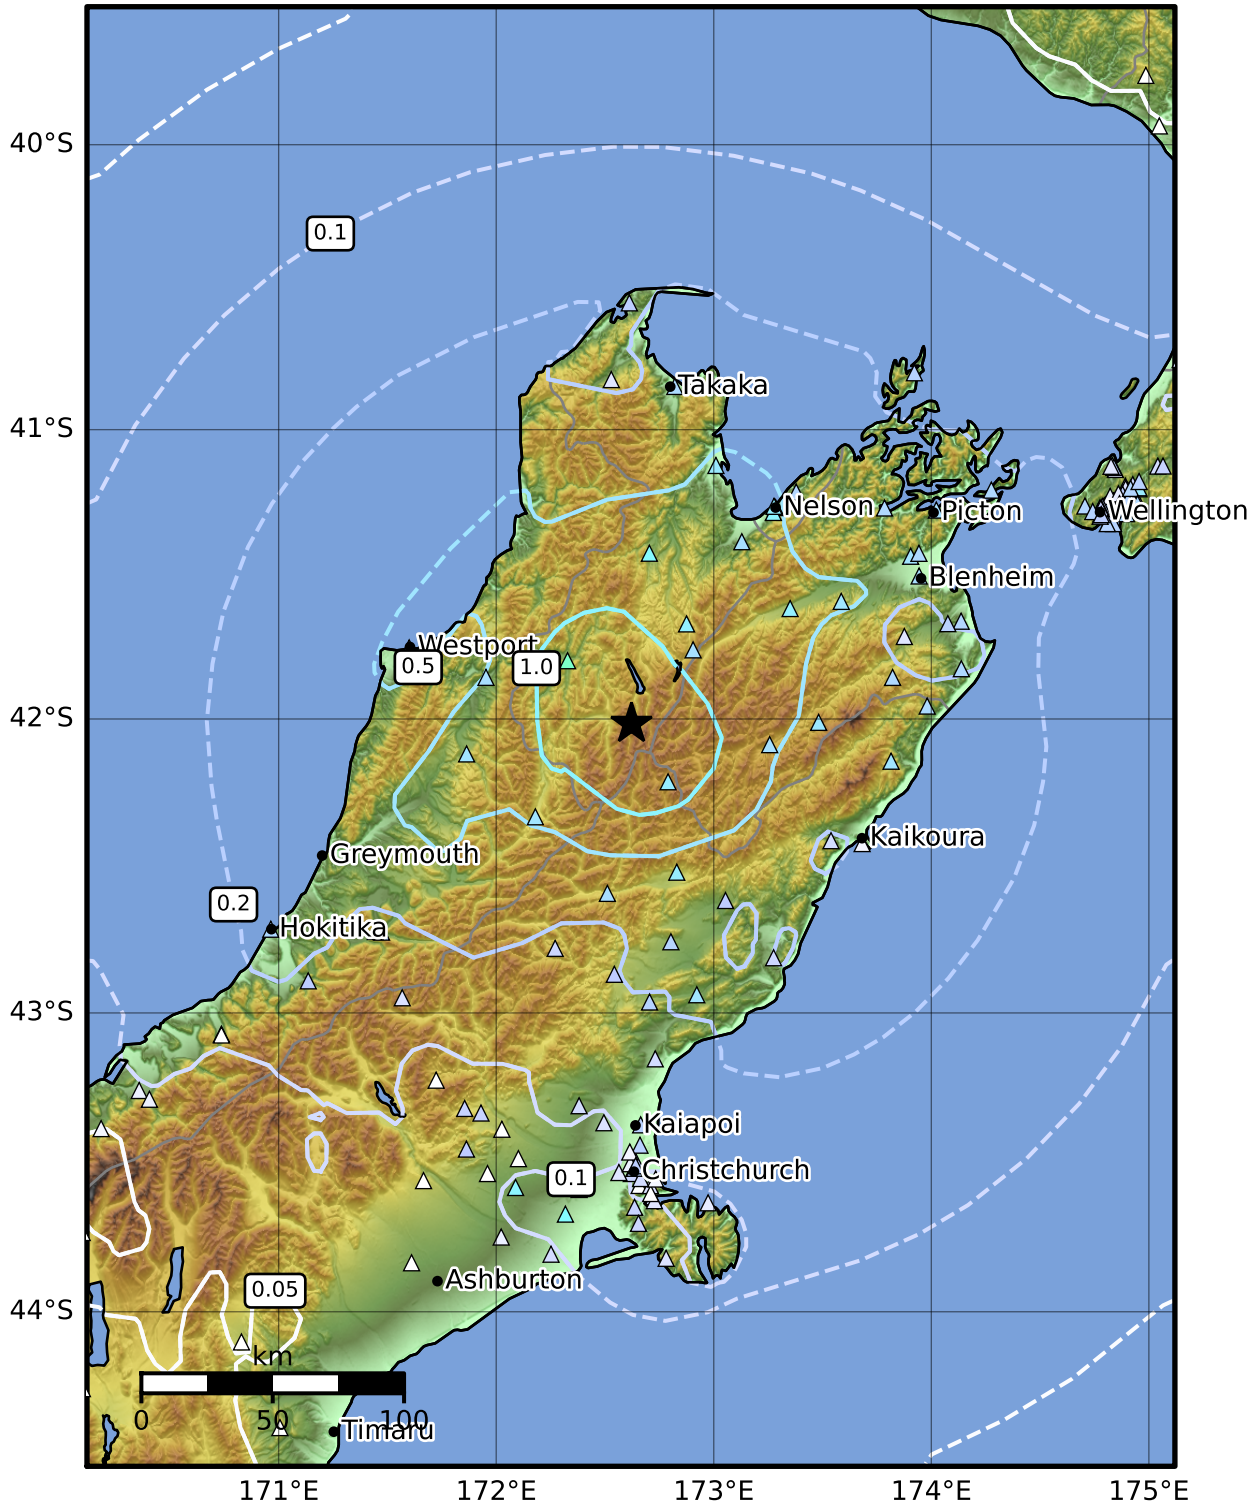 40°S
0.1
Takaka
41°S
Nelson
Picton
Wellington
Blenheim
Westport
0.5
1.0
42°S
Kaikoura
Greymouth
0.2
Hokitika
43°S
Kaiapoi
Christchurch
0.1
Ashburton
0.05
44°S
km
0 50 100
Timaru
171°E 172°E 173°E 174°E 175°E